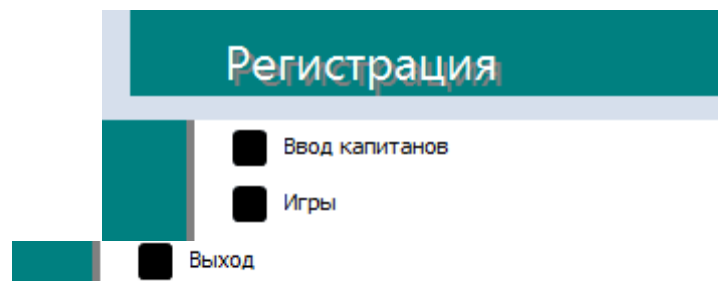 Регистрация
Ввод капитанов
Игры
Выход